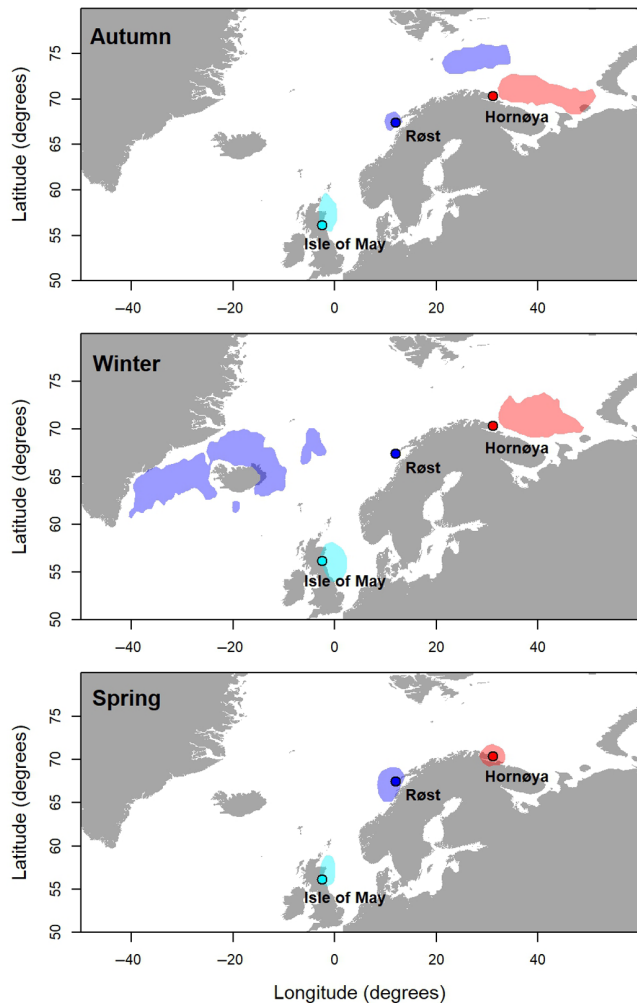 Autumn
Latitude (degrees)
75
70
65
60
55
50
Hornøya
Røst
Isle of May
−40 −20 0 20 40
Winter
Latitude (degrees)
75
70
65
60
55
50
Hornøya
Røst
Isle of May
−40 −20 0 20 40
Spring
Latitude (degrees)
75
70
65
60
55
50
Hornøya
Røst
Isle of May
−40 −20 0 20 40
Longitude (degrees)